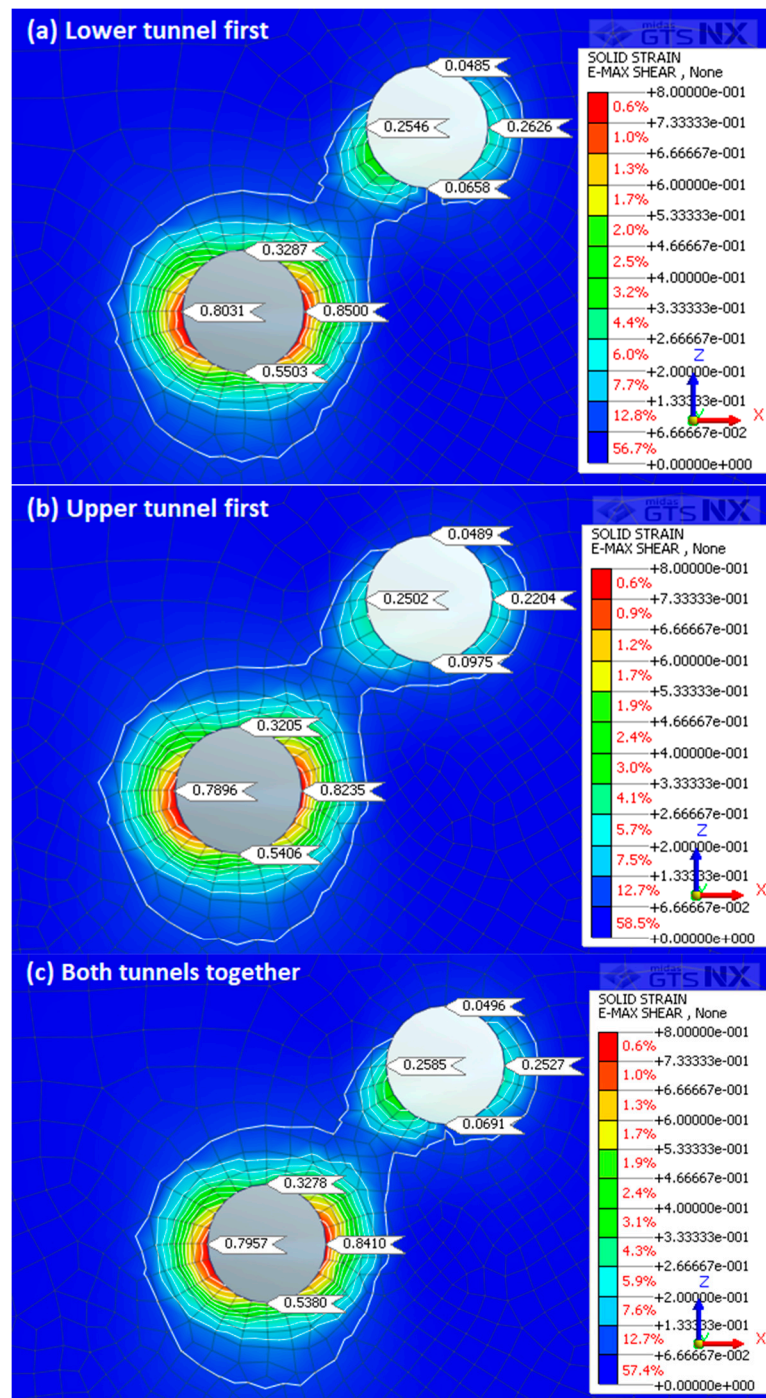 (a) Lower tunnel first
midas
GTS NX
SOLID STRAIN
E-MAX SHEAR , None
+8.00000e-001
0.6%
+7.33333e-001
1.0%
+6.66667e-001
1.3%
+6.00000e-001
1.7%
+5.33333e-001
2.0%
+4.66667e-001
2.5%
+4.00000e-001
3.2%
+3.33333e-001
4.4%
+2.66667e-001
6.0%
+2.00000e-001
7.7%
+1.33333e-001
12.8%
+6.66667e-002
56.7%
+0.00000e+000
0.0485
0.2546
0.2626
0.0658
0.3287
0.8031
0.8500
0.5503
Z
Y
X
(b) Upper tunnel first
midas
GTS NX
SOLID STRAIN
E-MAX SHEAR , None
+8.00000e-001
0.6%
+7.33333e-001
0.9%
+6.66667e-001
1.2%
+6.00000e-001
1.7%
+5.33333e-001
1.9%
+4.66667e-001
2.4%
+4.00000e-001
3.0%
+3.33333e-001
4.1%
+2.66667e-001
5.7%
+2.00000e-001
7.5%
+1.33333e-001
12.7%
+6.66667e-002
58.5%
+0.00000e+000
0.0489
0.2502
0.2204
0.0975
0.3205
0.7896
0.8235
0.5406
Z
Y
X
(c) Both tunnels together
midas
GTS NX
SOLID STRAIN
E-MAX SHEAR , None
+8.00000e-001
0.6%
+7.33333e-001
1.0%
+6.66667e-001
1.3%
+6.00000e-001
1.7%
+5.33333e-001
1.9%
+4.66667e-001
2.4%
+4.00000e-001
3.1%
+3.33333e-001
4.3%
+2.66667e-001
5.9%
+2.00000e-001
7.6%
+1.33333e-001
12.7%
+6.66667e-002
57.4%
+0.00000e+000
0.0496
0.2585
0.2527
0.0691
0.3278
0.7957
0.8410
0.5380
Z
Y
X